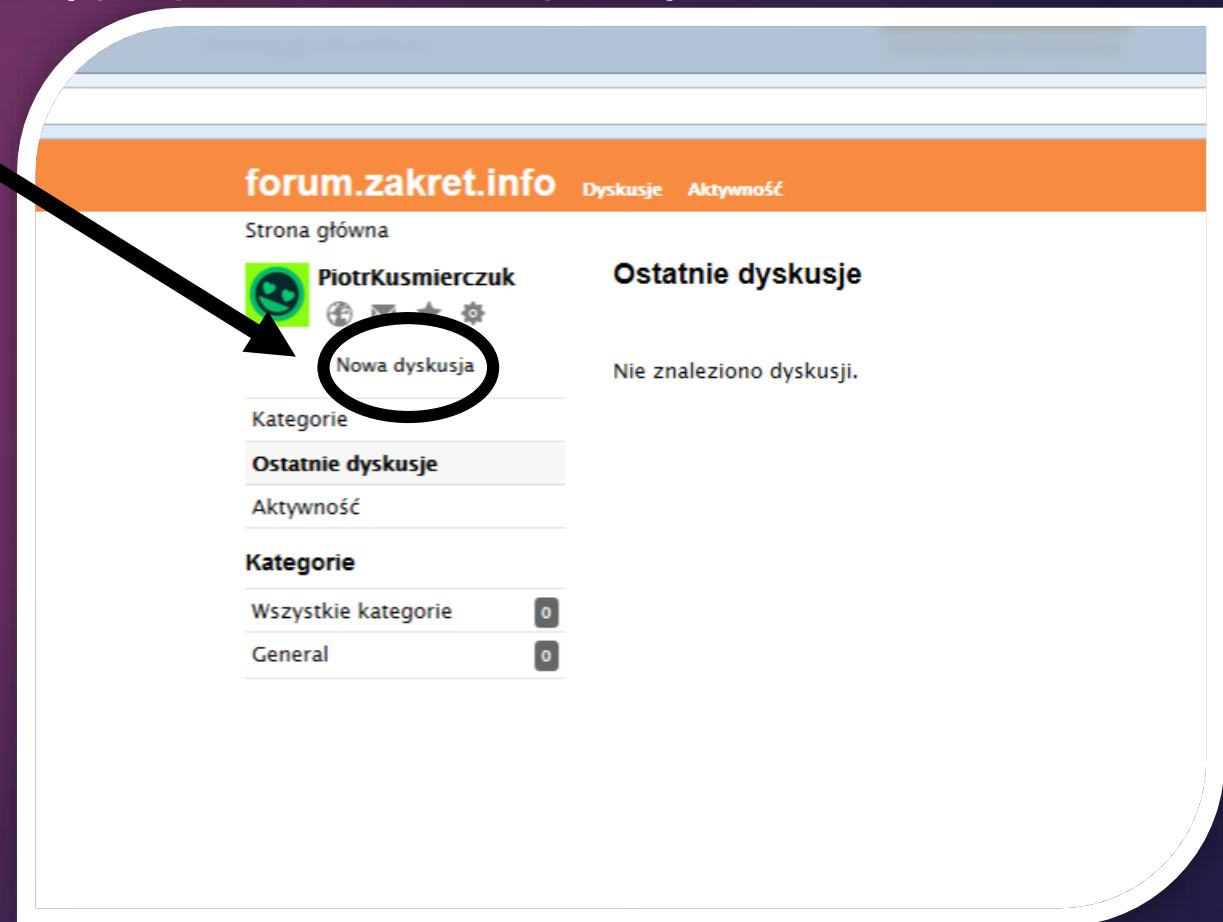 forum.zakret.info Dyskusje Aktywność
Strona główna
PiotrKusmierczuk
Nowa dyskusja
Kategorie
Ostatnie dyskusje
Aktywność
Kategorie
Wszystkie kategorie 0
General 0
Ostatnie dyskusje
Nie znaleziono dyskusji.